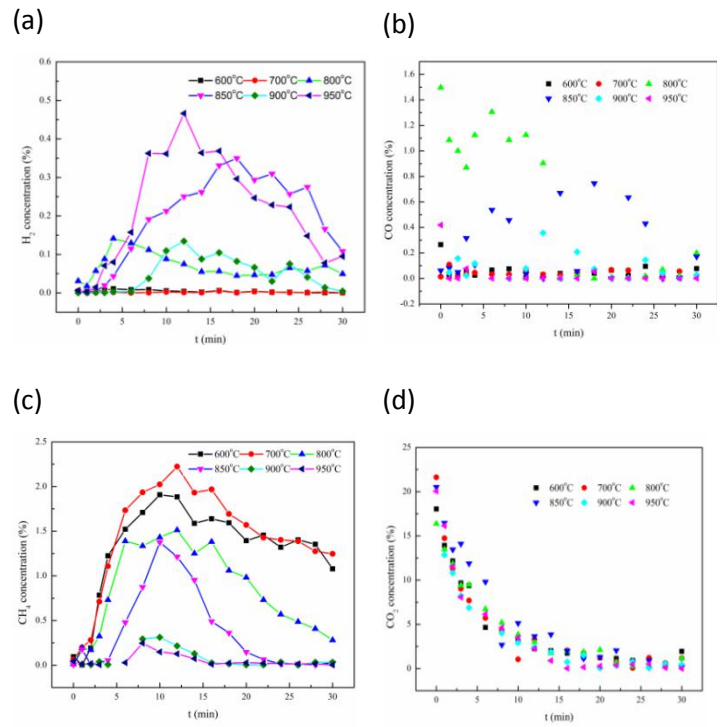 (a)
(b)
600°C 700°C 800°C
850°C 900°C 950°C
0.6
0.5
0.4
0.3
0.2
0.1
0.0
H₂ concentration (%)
0 5 10 15 20 25 30
t (min)
600°C 700°C 800°C
850°C 900°C 950°C
1.6
1.4
1.2
1.0
0.8
0.6
0.4
0.2
0.0
-0.2
CO concentration (%)
0 5 10 15 20 25 30
t (min)
(c)
(d)
600°C 700°C 800°C
850°C 900°C 950°C
2.5
2.0
1.5
1.0
0.5
0.0
CH₄ concentration (%)
0 5 10 15 20 25 30
t (min)
600°C 700°C 800°C
850°C 900°C 950°C
25
20
15
10
5
0
CO₂ concentration (%)
0 5 10 15 20 25 30
t (min)